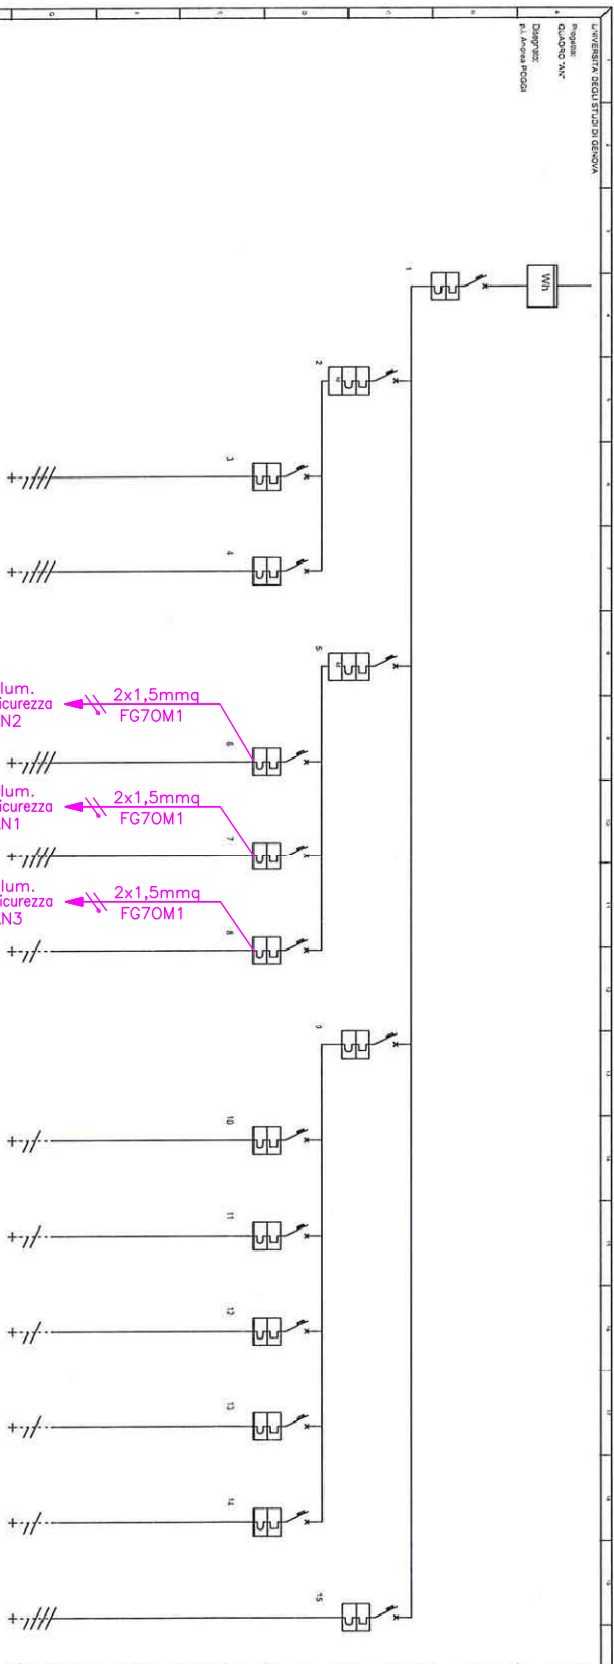 UNIVERSITA' DEGLI STUDI DI GENOVA
Progetto:
QUADRO "AN"
Disegnato:
p.i. Andrea POGGI
Wh
1
2
3
4
5
6
7
8
9
10
11
12
13
14
15
lum.
icurezza
N2
2x1,5mmq
FG7OM1
lum.
icurezza
N1
2x1,5mmq
FG7OM1
lum.
icurezza
N3
2x1,5mmq
FG7OM1